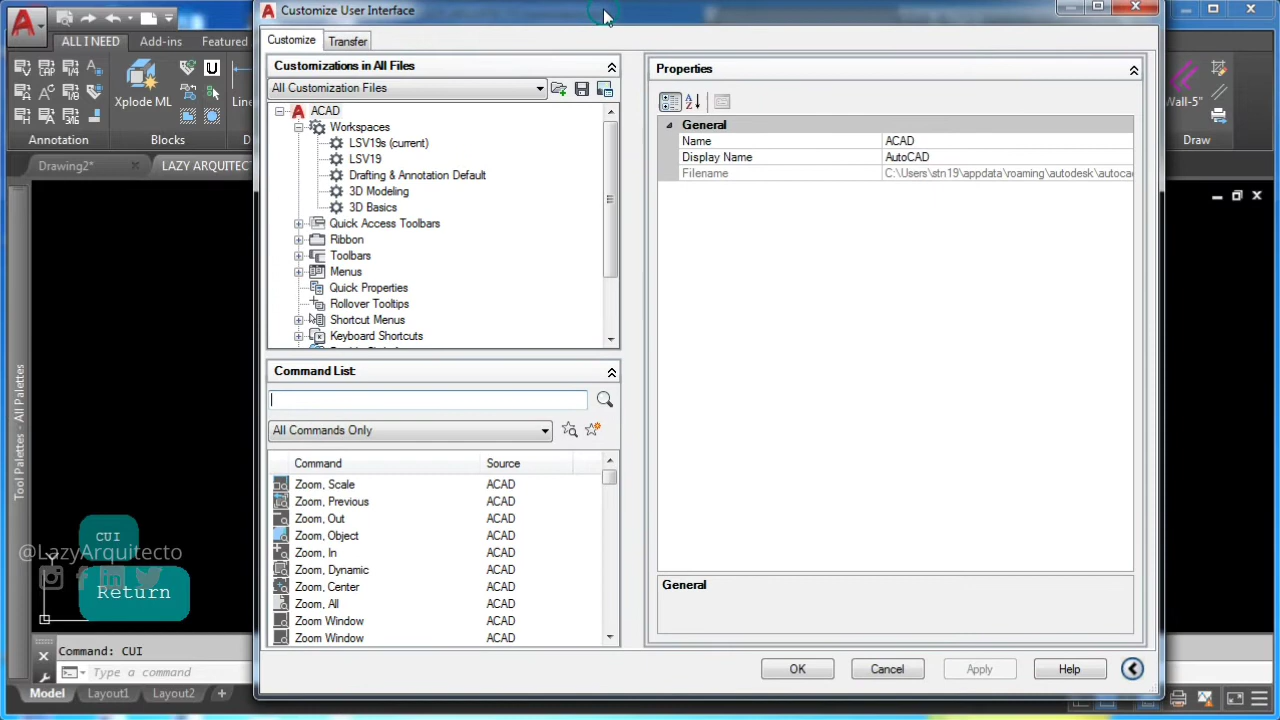 Customize User Interface
ALL I NEED
Add-ins
Featured
Xplode ML
Line
Annotation
Blocks
Drawing2*
LAZY ARQUITEC
Customize
Transfer
Customizations in All Files
All Customization Files
ACAD
Workspaces
LSV19s (current)
LSV19
Drafting & Annotation Default
3D Modeling
3D Basics
Quick Access Toolbars
Ribbon
Toolbars
Menus
Quick Properties
Rollover Tooltips
Shortcut Menus
Keyboard Shortcuts
Command List:
All Commands Only
Command Source
Zoom, Scale ACAD
Zoom, Previous ACAD
Zoom, Out ACAD
Zoom, Object ACAD
Zoom, In ACAD
Zoom, Dynamic ACAD
Zoom, Center ACAD
Zoom, All ACAD
Zoom Window ACAD
Zoom Window ACAD
Properties
General
Name ACAD
Display Name AutoCAD
Filename C:\Users\stn19\appdata\roaming\autodesk\autocad
General
OK
Cancel
Apply
Help
Wall-5"
Draw
Tool Palettes - All Palettes
CUI
@LazyArquitecto
Return
Y
Command: CUI
Type a command
Model
Layout1
Layout2
+